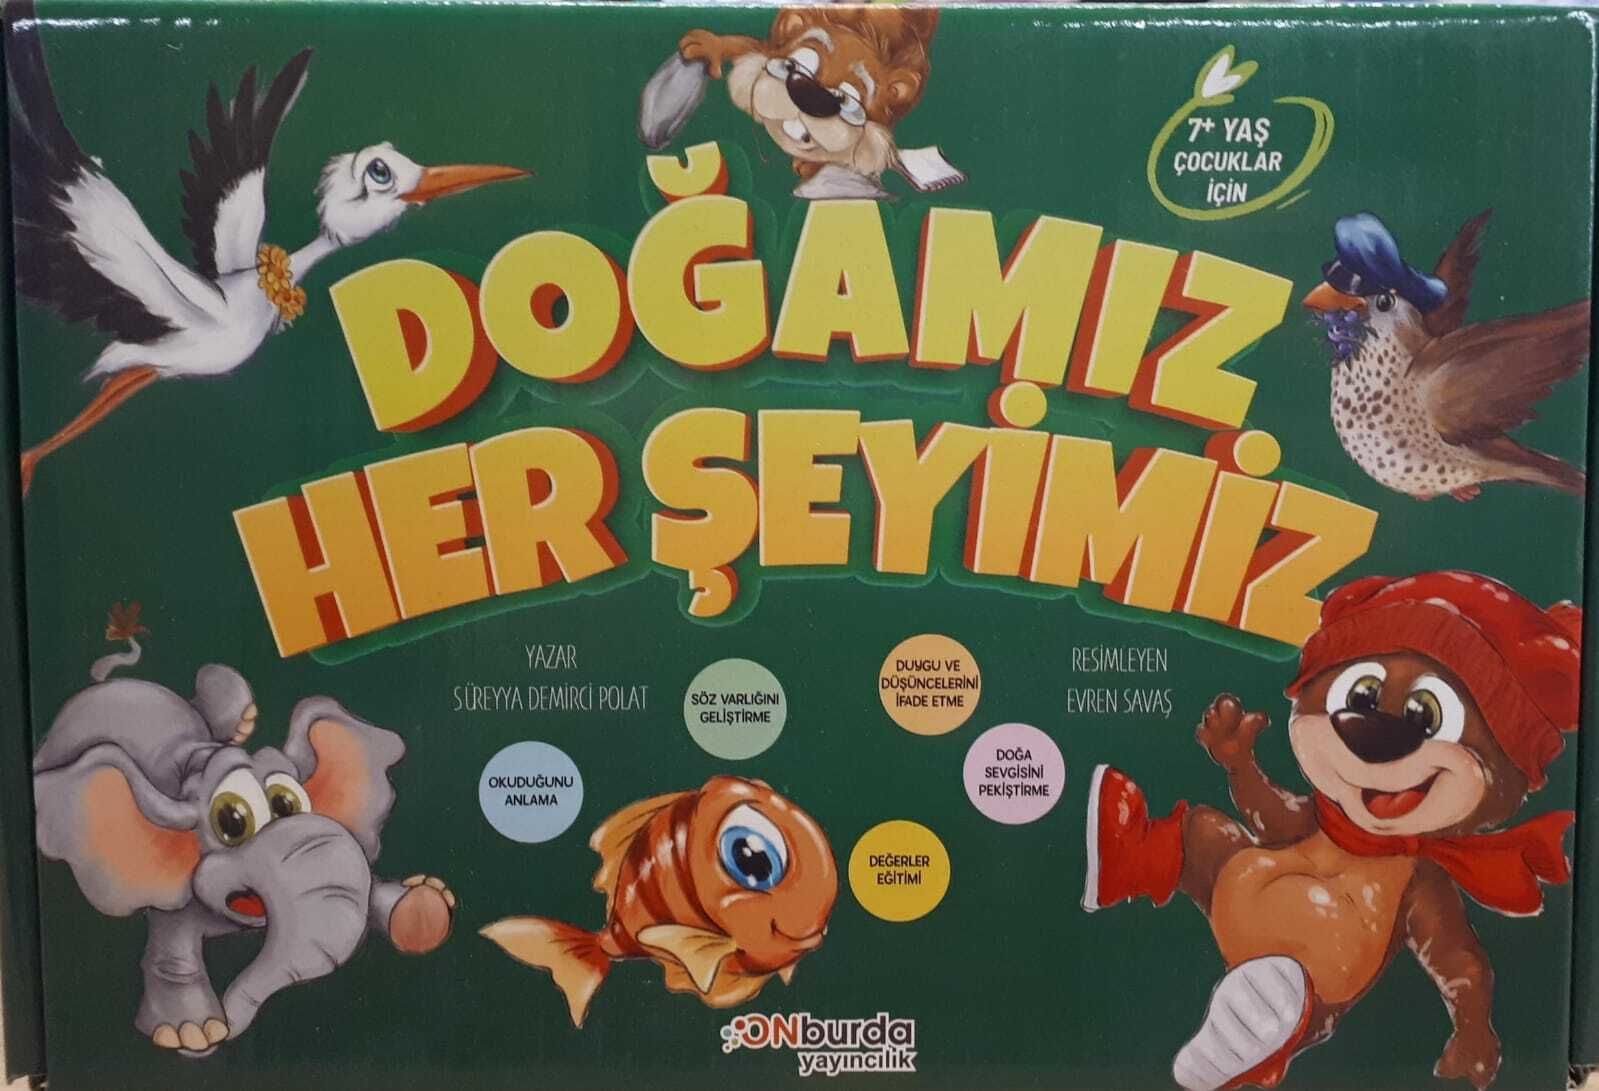 7+ YAŞ
ÇOCUKLAR
İÇİN
DOĞAMIZ
HER ŞEYİMİZ
YAZAR
SÜREYYA DEMİRCİ POLAT
RESİMLEYEN
EVREN SAVAŞ
OKUDUĞUNU
ANLAMA
SÖZ VARLIĞINI
GELİŞTİRME
DUYGU VE
DÜŞÜNCELERİNİ
İFADE ETME
DOĞA
SEVGİSİNİ
PEKİŞTİRME
DEĞERLER
EĞİTİMİ
ONburda
yayıncılık